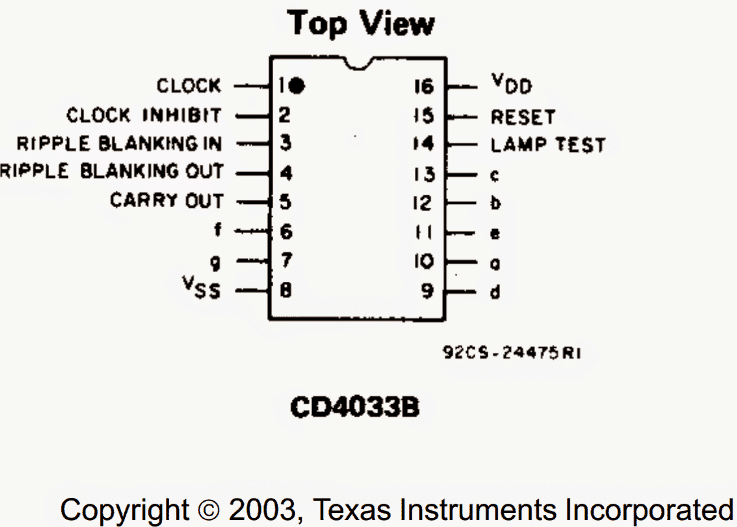 Top View
CLOCK 1 16 VDD
CLOCK INHIBIT 2 15 RESET
RIPPLE BLANKING IN 3 14 LAMP TEST
RIPPLE BLANKING OUT 4 13 c
CARRY OUT 5 12 b
f 6 11 e
g 7 10 a
VSS 8 9 d
92CS-24475R1
CD4033B
Copyright © 2003, Texas Instruments Incorporated